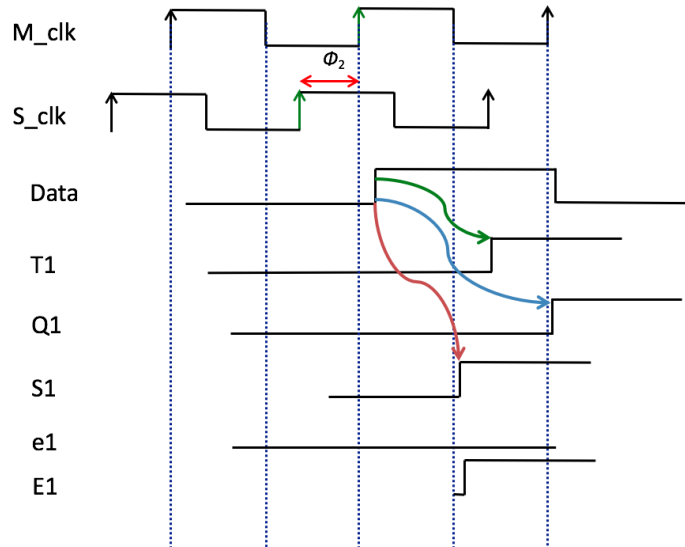 M_clk
Φ2
S_clk
Data
T1
Q1
S1
e1
E1